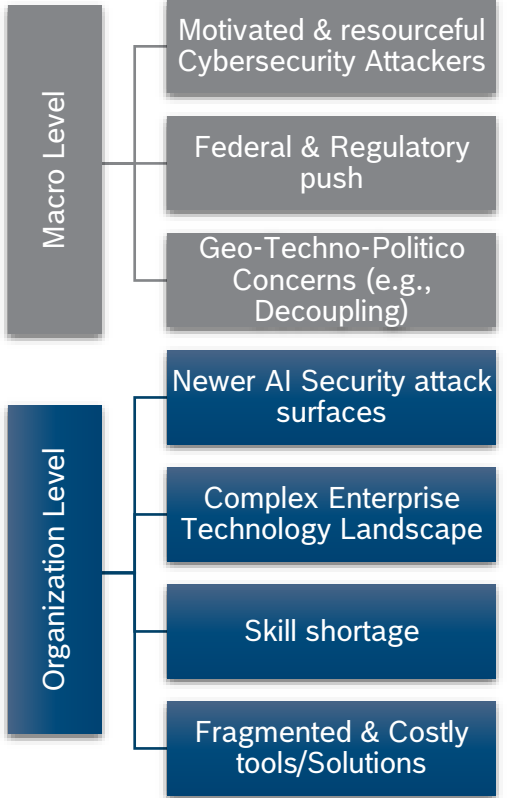 Macro Level
Motivated & resourceful
Cybersecurity Attackers
Federal & Regulatory
push
Geo-Techno-Politico
Concerns (e.g.,
Decoupling)
Organization Level
Newer AI Security attack
surfaces
Complex Enterprise
Technology Landscape
Skill shortage
Fragmented & Costly
tools/Solutions